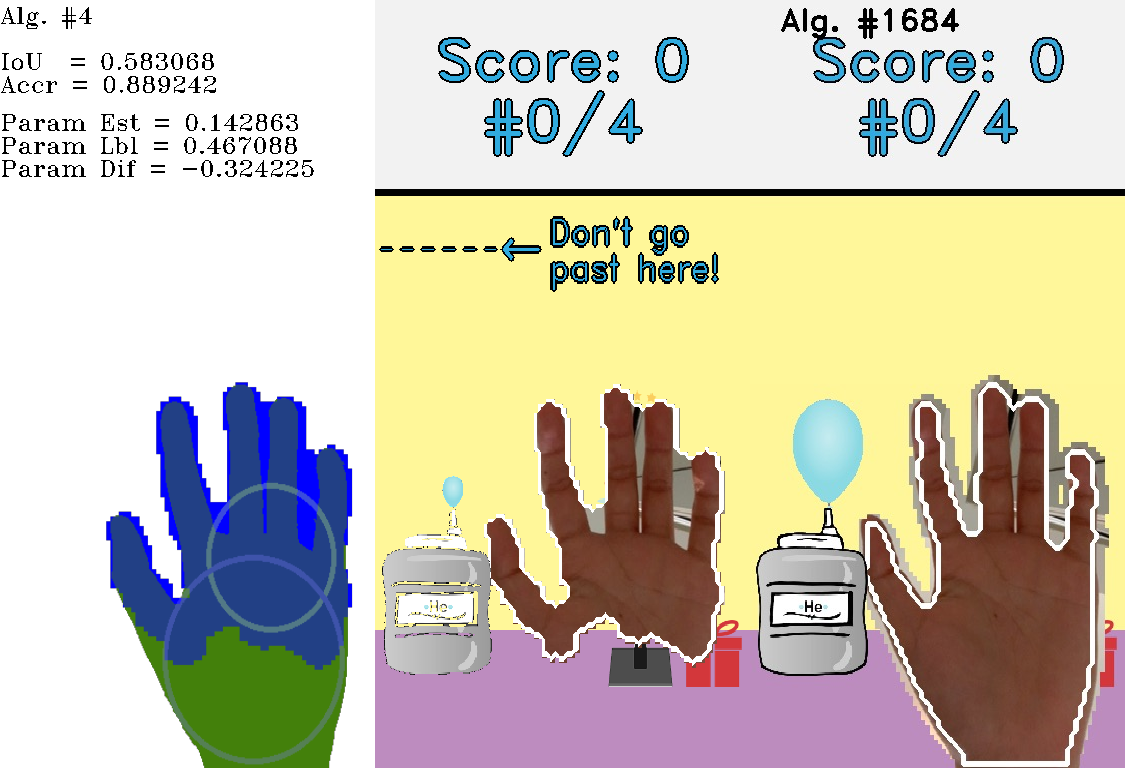 Alg. #4
IoU = 0.583068
Accr = 0.889242
Param Est = 0.142863
Param Lbl = 0.467088
Param Dif = −0.324225
Score: 0
#0/4
Don't go
past here!
He
Alg. #1684
Score: 0
#0/4
He